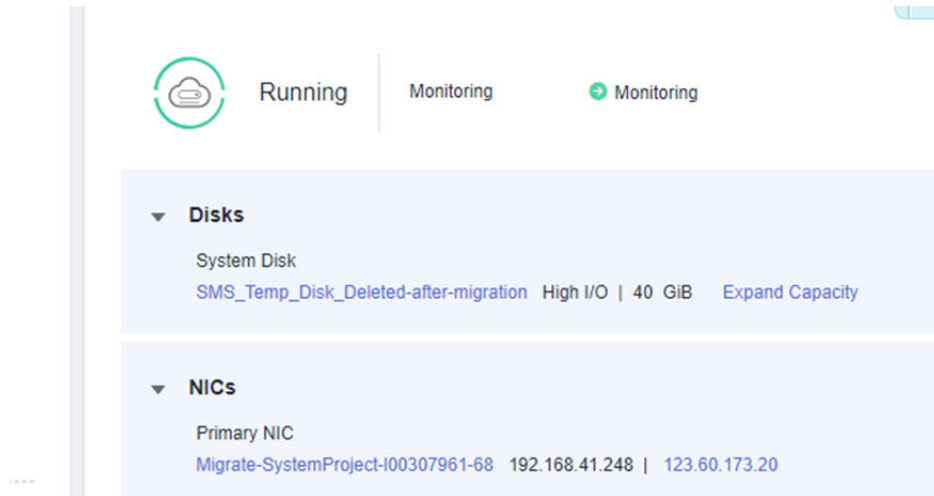 Running Monitoring Monitoring
Disks
System Disk
SMS_Temp_Disk_Deleted-after-migration High I/O | 40 GiB Expand Capacity
NICs
Primary NIC
Migrate-SystemProject-l00307961-68 192.168.41.248 | 123.60.173.20